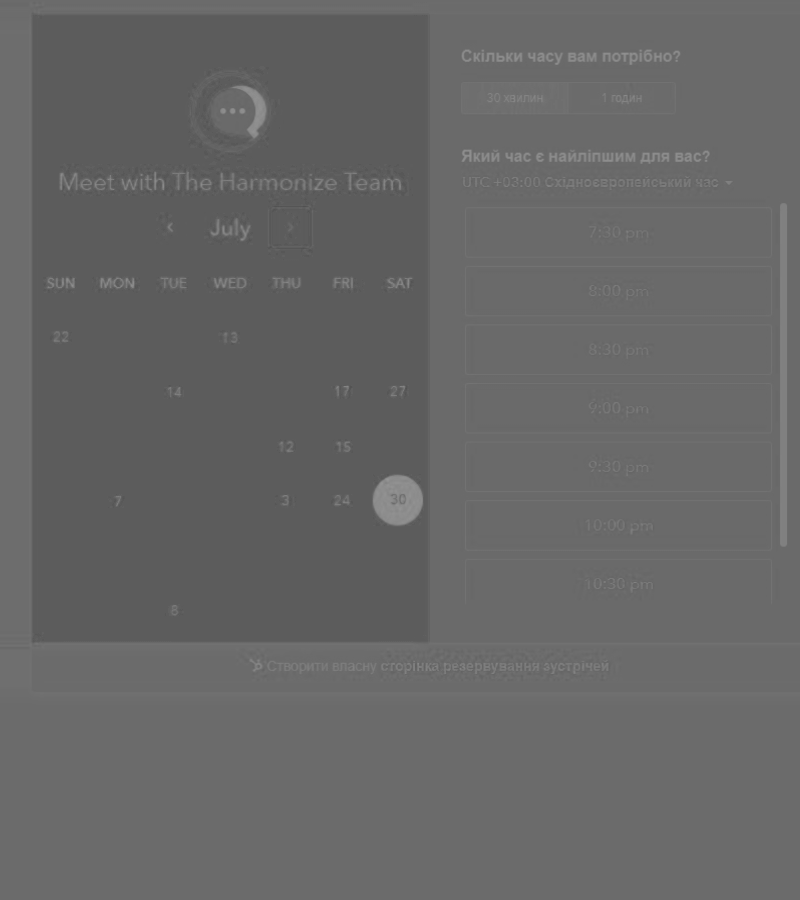 Meet with The Harmonize Team
July
SUN MON TUE WED THU FRI SAT
22 13
14 17 27
12 15
7 3 24 30
8
Скільки часу вам потрібно?
30 хвилин 1 годин
Який час є найліпшим для вас?
UTC +03:00 Східноєвропейський час
7:30 pm
8:00 pm
8:30 pm
9:00 pm
9:30 pm
10:00 pm
10:30 pm
Створити власну сторінка резервування зустрічей